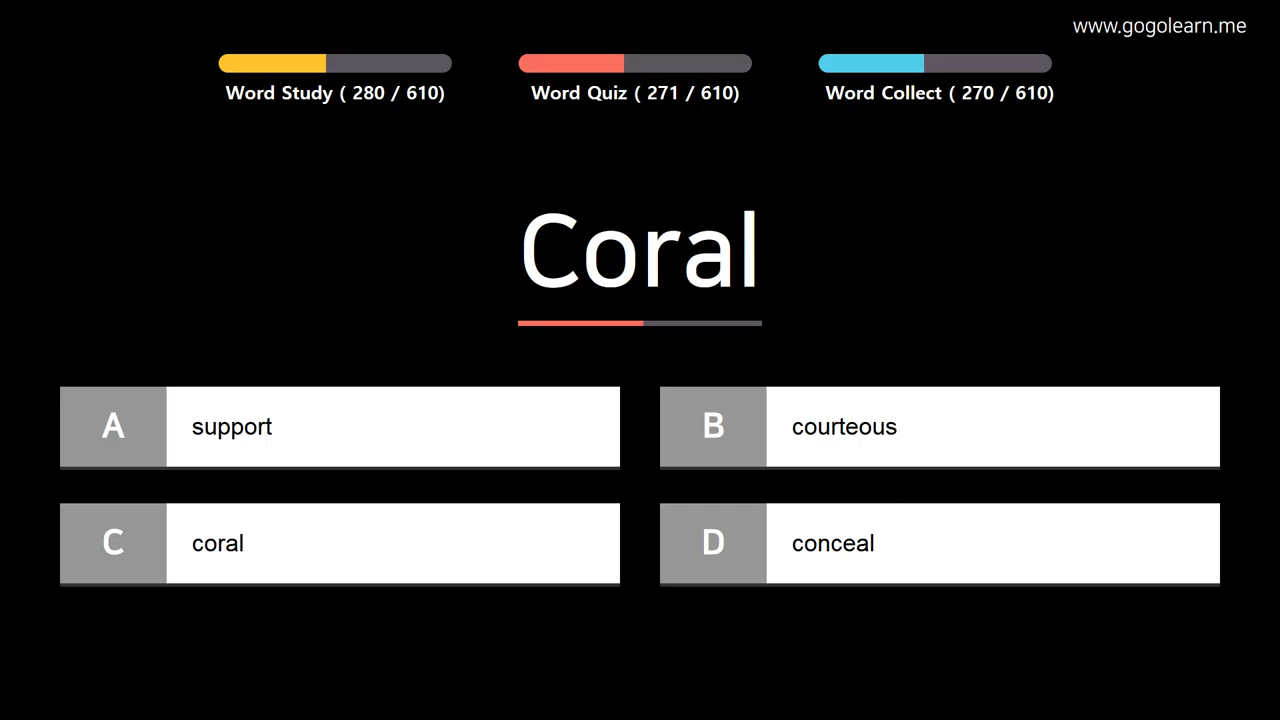 www.gogolearn.me
Word Study ( 280 / 610)
Word Quiz ( 271 / 610)
Word Collect ( 270 / 610)
Coral
A support
B courteous
C coral
D conceal